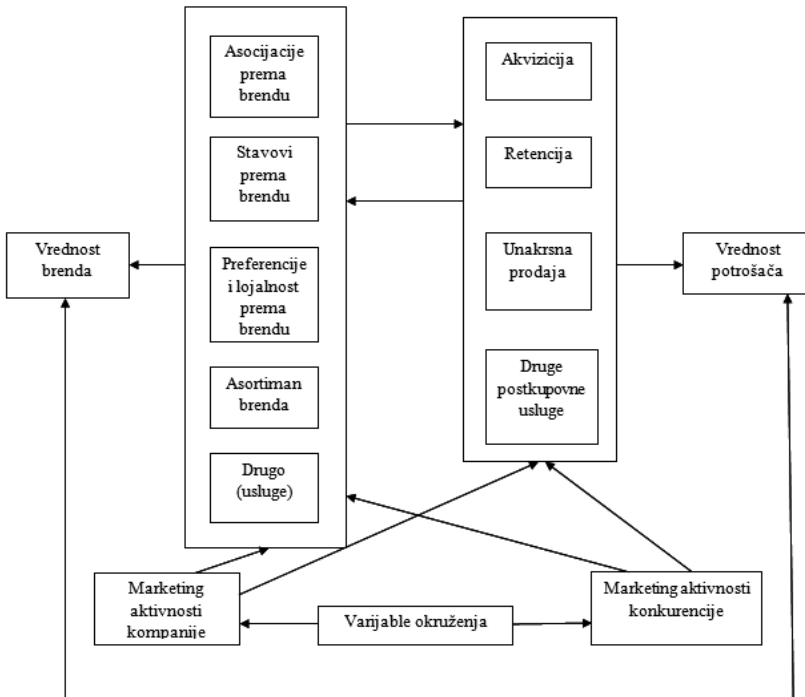 Asocijacije
prema
brendu
Stavovi
prema
brendu
Preferencije
i lojalnost
prema
brendu
Asortiman
brenda
Drugo
(usluge)
Akvizicija
Retencija
Unakrsna
prodaja
Druge
postkupovne
usluge
Vrednost
brenda
Vrednost
potrošača
Marketing
aktivnosti
kompanije
Varijable okruženja
Marketing aktivnosti
konkurencije